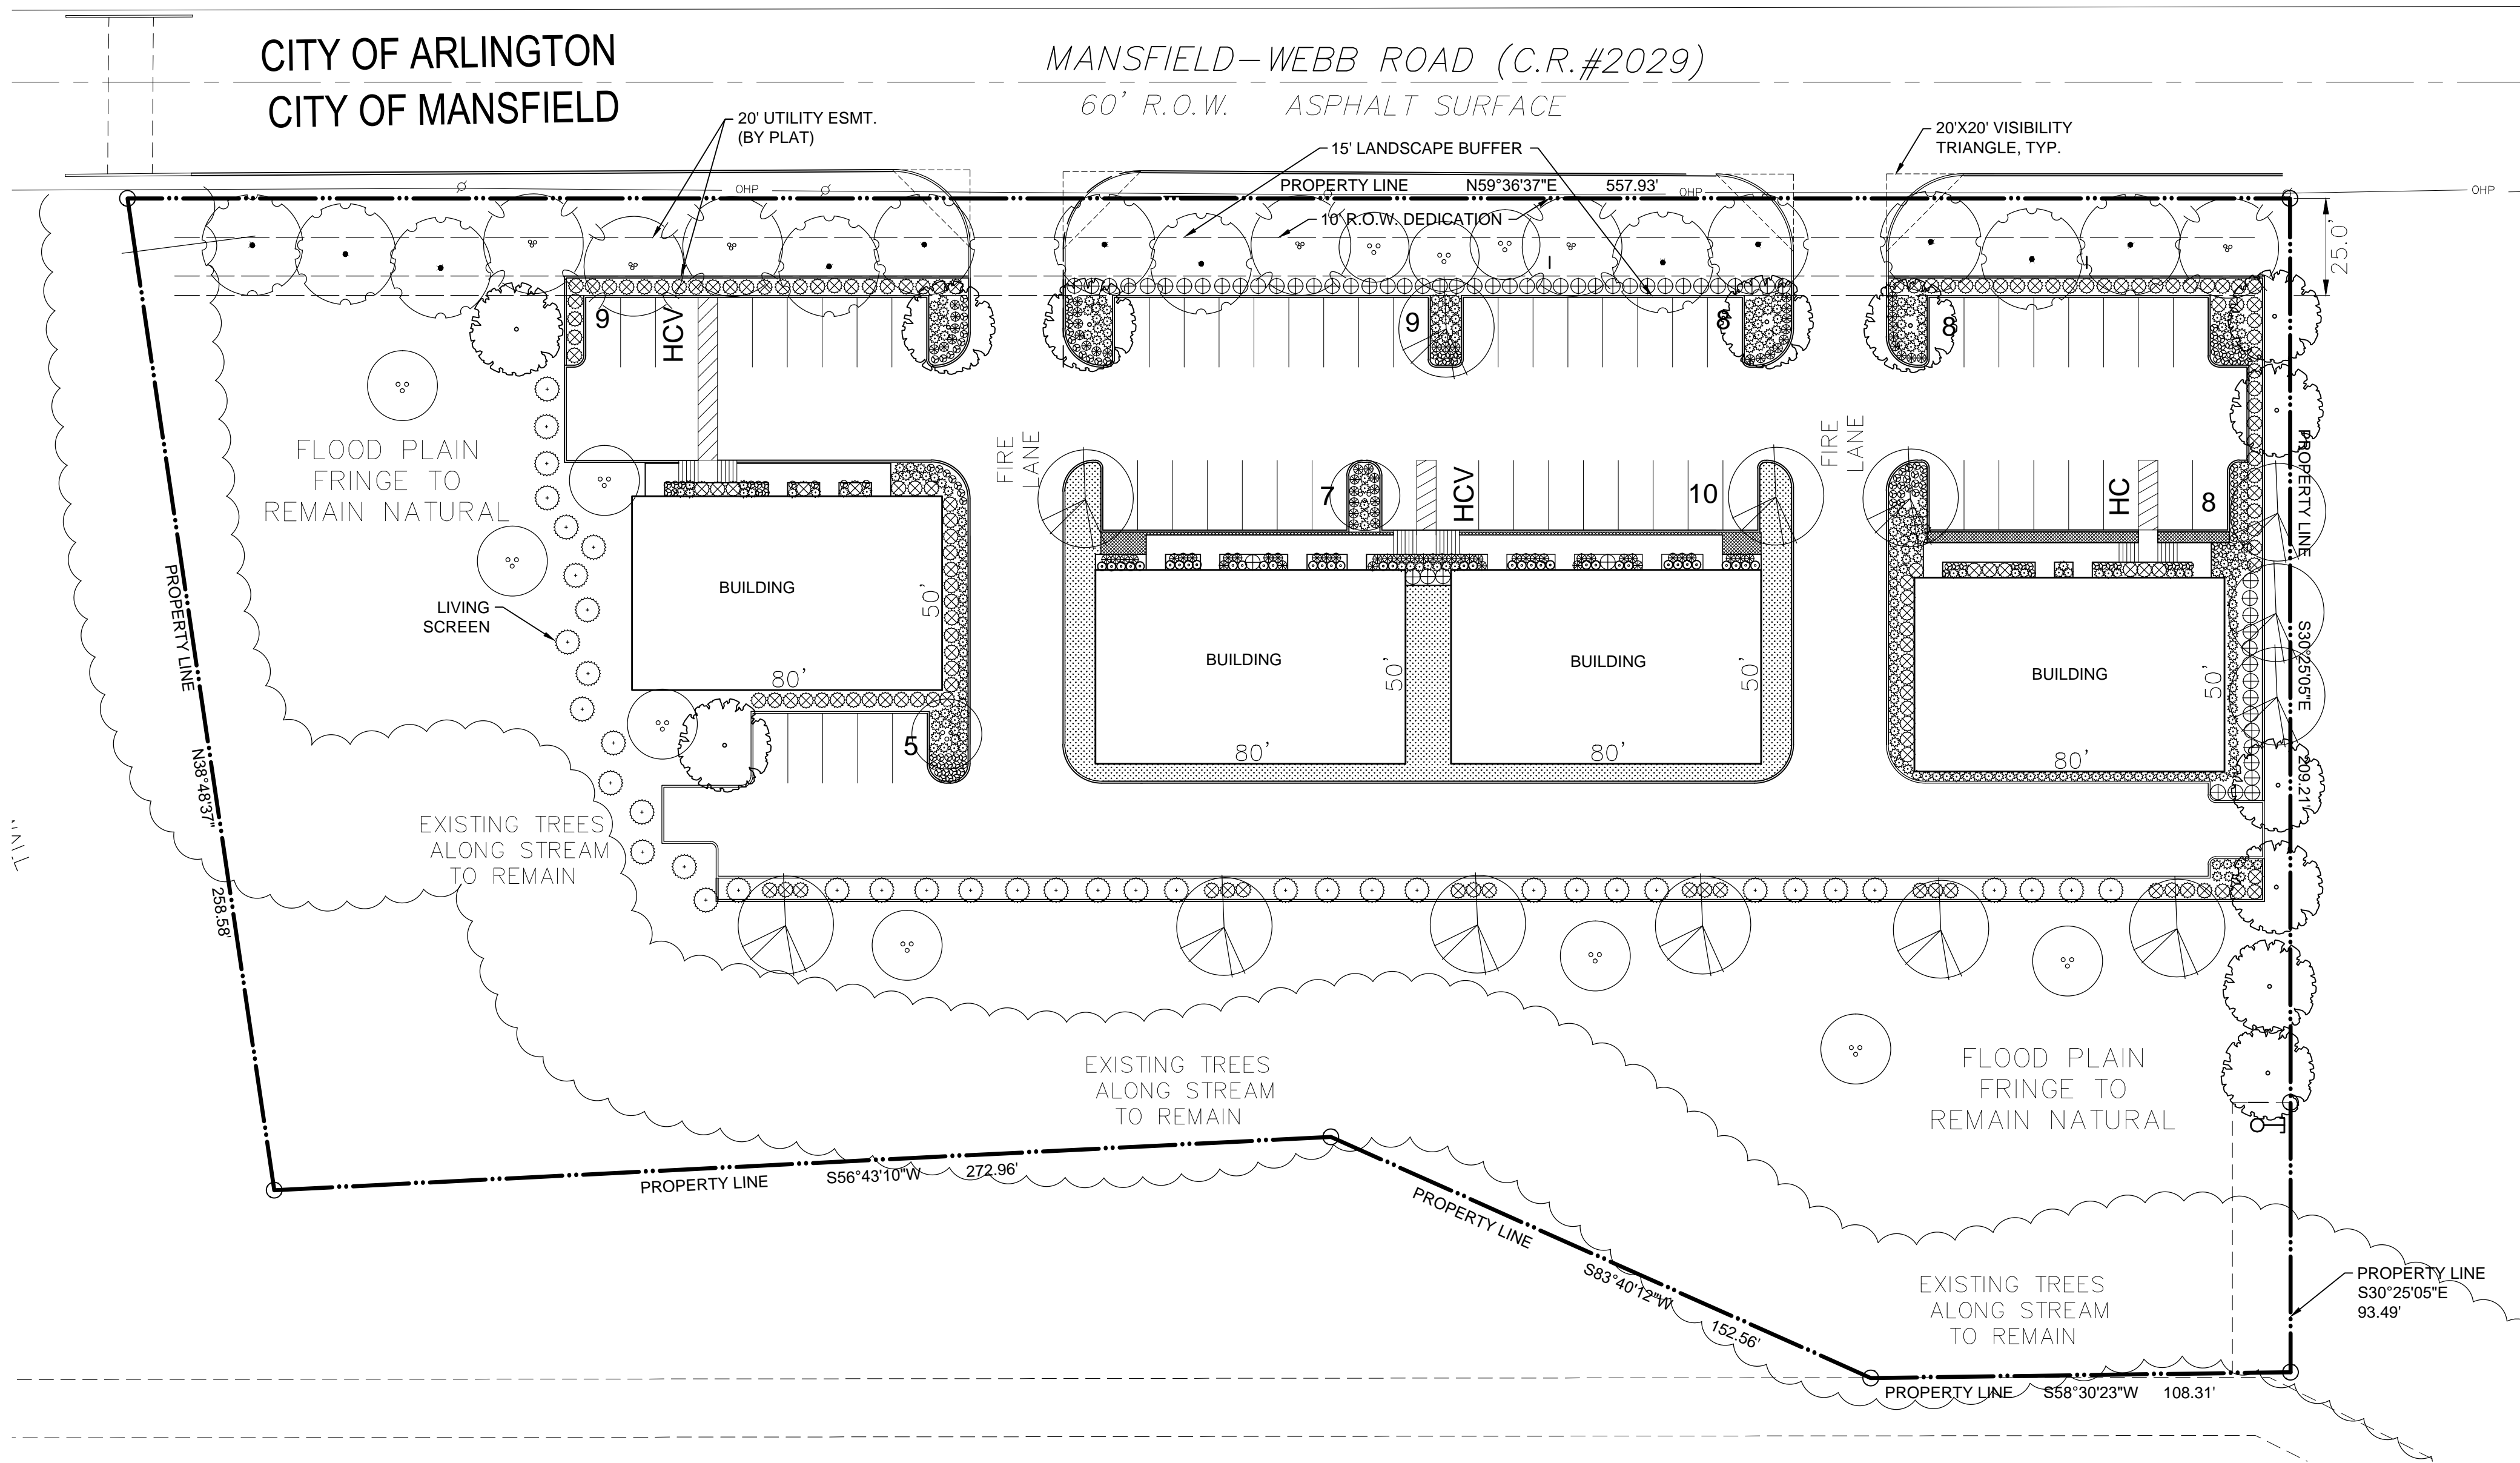 CITY OF ARLINGTON
CITY OF MANSFIELD
MANSFIELD-WEBB ROAD (C.R.#2029)
60' R.O.W. ASPHALT SURFACE
20' UTILITY ESMT.
(BY PLAT)
15' LANDSCAPE BUFFER
20'X20' VISIBILITY
TRIANGLE, TYP.
OHP
PROPERTY LINE N59°36'37"E 557.93'
OHP
OHP
10' R.O.W. DEDICATION
25.0'
9
HCV
9
8
8
FIRE
LANE
FIRE
LANE
FLOOD PLAIN
FRINGE TO
REMAIN NATURAL
7
HCV
10
HC
8
PROPERTY LINE
S30°25'05"E
209.21'
PROPERTY LINE
N38°48'37"
258.58'
LIVING
SCREEN
BUILDING
50'
80'
BUILDING
50'
80'
BUILDING
50'
80'
BUILDING
50'
80'
5
EXISTING TREES
ALONG STREAM
TO REMAIN
EXISTING TREES
ALONG STREAM
TO REMAIN
FLOOD PLAIN
FRINGE TO
REMAIN NATURAL
PROPERTY LINE S56°43'10"W 272.96'
PROPERTY LINE
S83°40'12"W
152.56'
EXISTING TREES
ALONG STREAM
TO REMAIN
PROPERTY LINE
S30°25'05"E
93.49'
PROPERTY LINE S58°30'23"W 108.31'